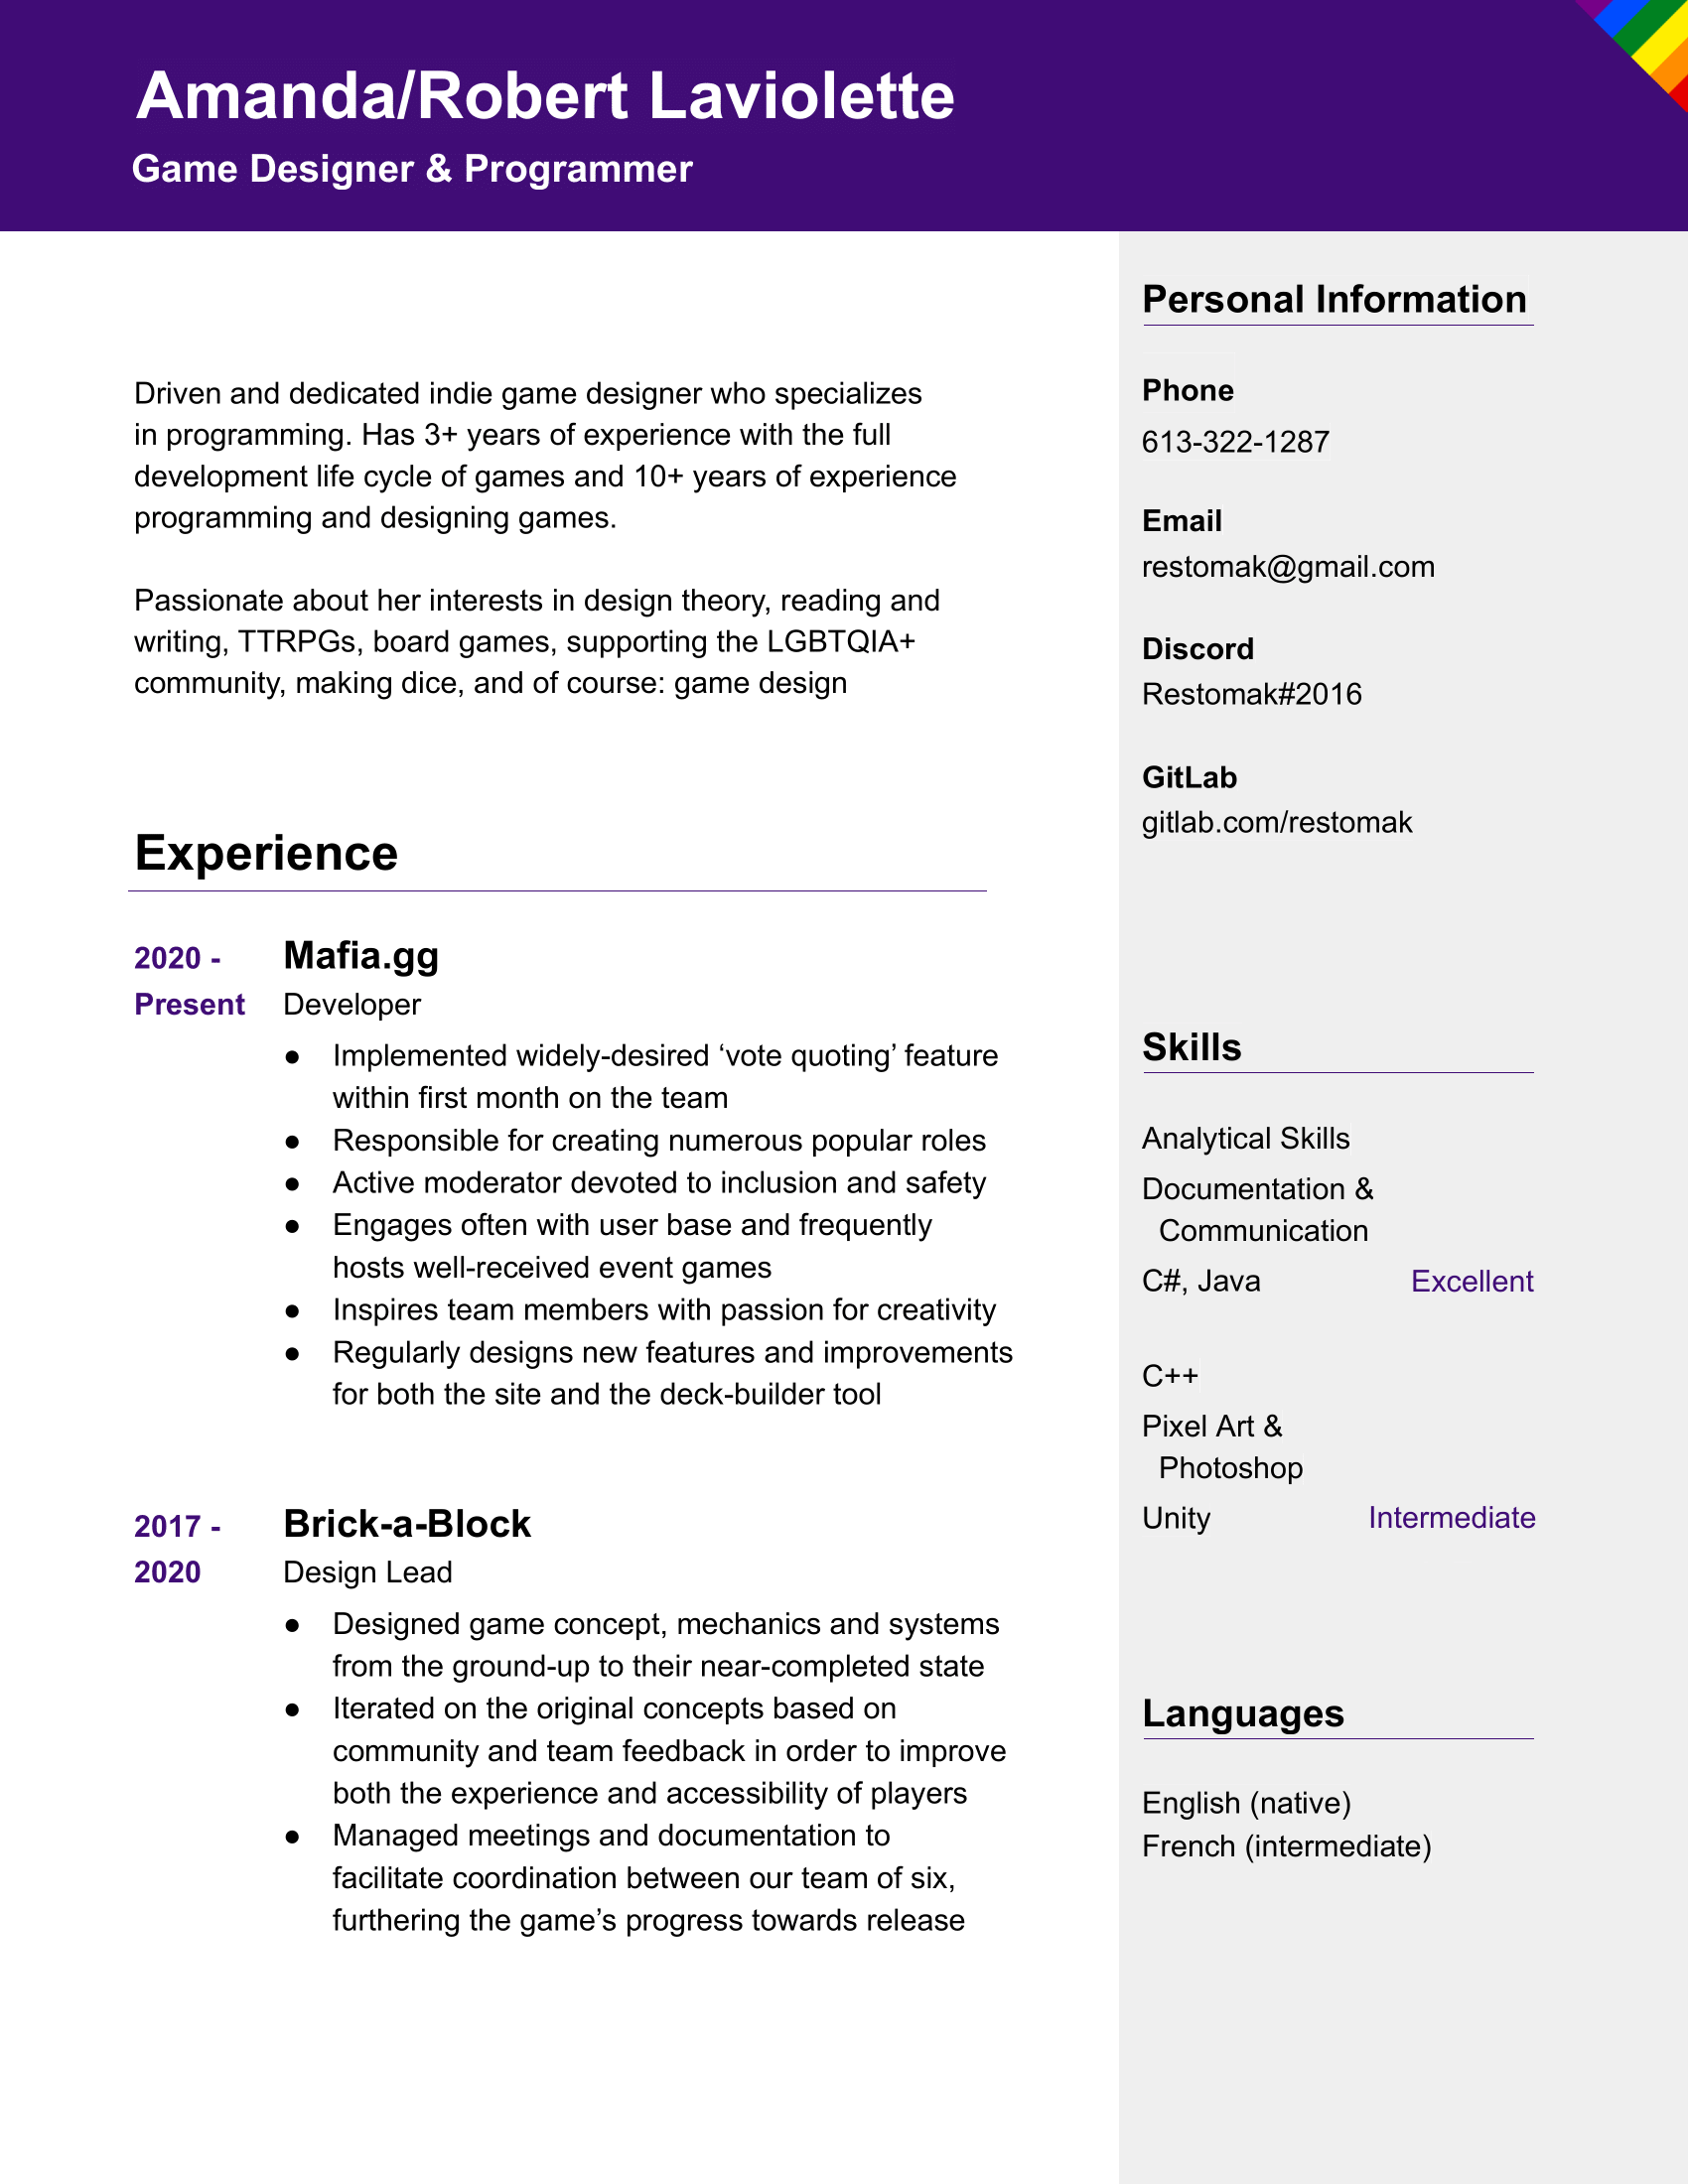 Amanda/Robert Laviolette
Game Designer & Programmer
Driven and dedicated indie game designer who specializes
in programming. Has 3+ years of experience with the full
development life cycle of games and 10+ years of experience
programming and designing games.
Passionate about her interests in design theory, reading and
writing, TTRPGs, board games, supporting the LGBTQIA+
community, making dice, and of course: game design
Experience
2020 -
Present
Mafia.gg
Developer
● Implemented widely-desired ‘vote quoting’ feature
within first month on the team
● Responsible for creating numerous popular roles
● Active moderator devoted to inclusion and safety
● Engages often with user base and frequently
hosts well-received event games
● Inspires team members with passion for creativity
● Regularly designs new features and improvements
for both the site and the deck-builder tool
2017 -
2020
Brick-a-Block
Design Lead
● Designed game concept, mechanics and systems
from the ground-up to their near-completed state
● Iterated on the original concepts based on
community and team feedback in order to improve
both the experience and accessibility of players
● Managed meetings and documentation to
facilitate coordination between our team of six,
furthering the game’s progress towards release
Personal Information
Phone
613-322-1287
Email
restomak@gmail.com
Discord
Restomak#2016
GitLab
gitlab.com/restomak
Skills
Analytical Skills
Documentation &
Communication
C#, Java Excellent
C++
Pixel Art &
Photoshop
Unity Intermediate
Languages
English (native)
French (intermediate)